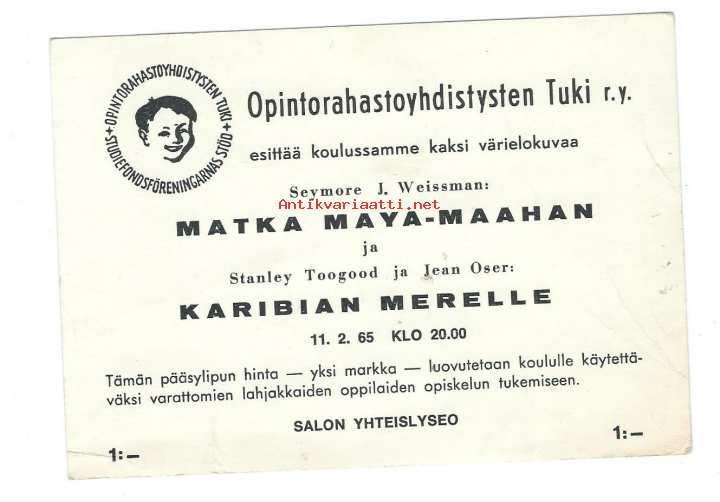 OPINTORAHASTOYHDISTYSTEN TUKI
STUDIEFONDSFÖRENINGARNAS STÖD
Opintorahastoyhdistysten Tuki r.y.
esittää koulussamme kaksi värielokuvaa
Seymore J. Weissman:
Antikvariaatti.net
MATKA MAYA-MAAHAN
ja
Stanley Toogood ja Jean Oser:
KARIBIAN MERELLE
11. 2. 65 KLO 20.00
Tämän pääsylipun hinta — yksi markka — luovutetaan koululle käytettä-
väksi varattomien lahjakkaiden oppilaiden opiskelun tukemiseen.
SALON YHTEISLYSEO
1:— 1:—